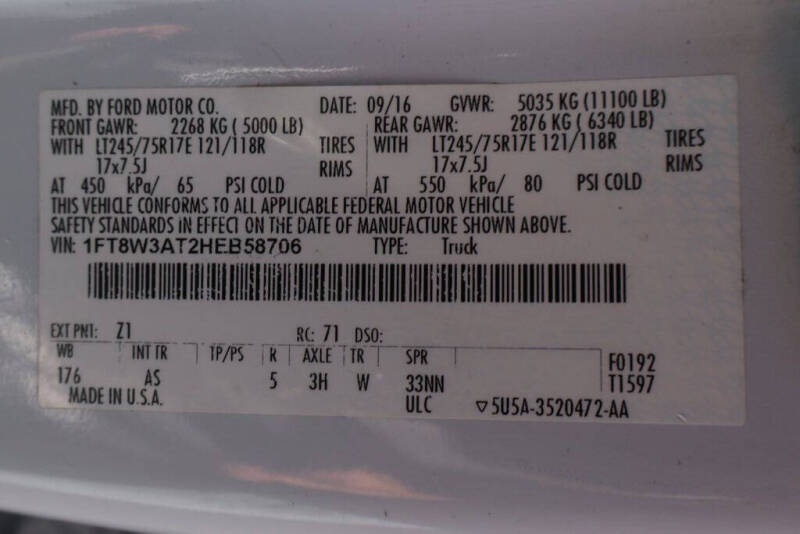 MFD. BY FORD MOTOR CO. DATE: 09/16 GVWR: 5035 KG (11100 LB)
FRONT GAWR: 2268 KG ( 5000 LB) REAR GAWR: 2876 KG ( 6340 LB)
WITH LT245/75R17E 121/118R TIRES WITH LT245/75R17E 121/118R TIRES
17x7.5J RIMS 17x7.5J RIMS
AT 450 kPa/ 65 PSI COLD AT 550 kPa/ 80 PSI COLD
THIS VEHICLE CONFORMS TO ALL APPLICABLE FEDERAL MOTOR VEHICLE
SAFETY STANDARDS IN EFFECT ON THE DATE OF MANUFACTURE SHOWN ABOVE.
VIN: 1FT8W3AT2HEB58706 TYPE: Truck
EXT PNT: Z1 RC: 71 DSO:
WB INT TR TP/PS R AXLE TR SPR F0192
176 AS 5 3H W 33NN T1597
MADE IN U.S.A. ULC ▽5U5A-3520472-AA